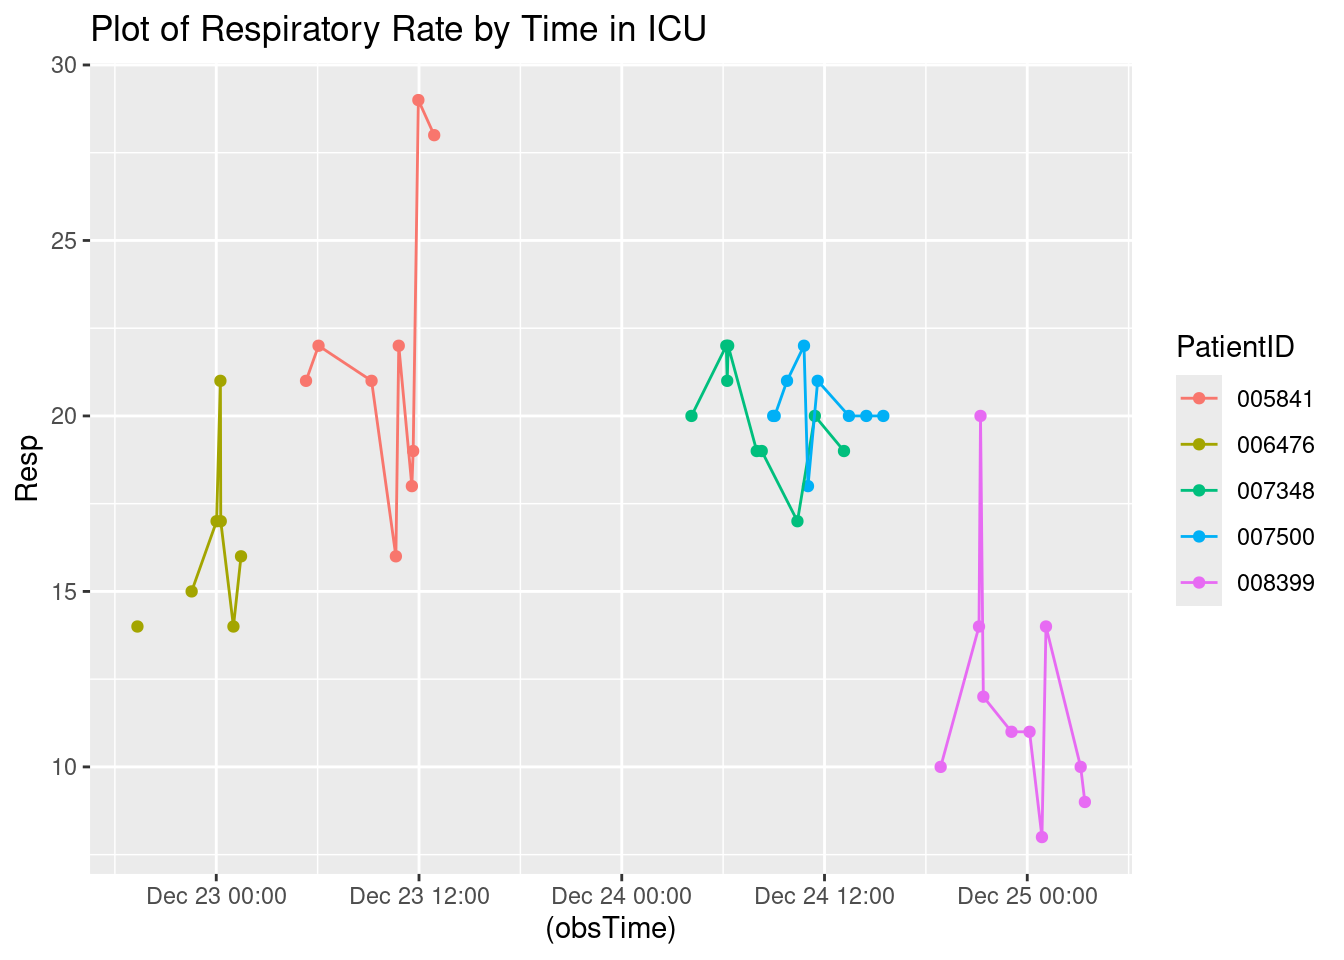 Plot of Respiratory Rate by Time in ICU
30
25
20
15
10
Resp
Dec 23 00:00
Dec 23 12:00
Dec 24 00:00
Dec 24 12:00
Dec 25 00:00
(obsTime)
PatientID
005841
006476
007348
007500
008399